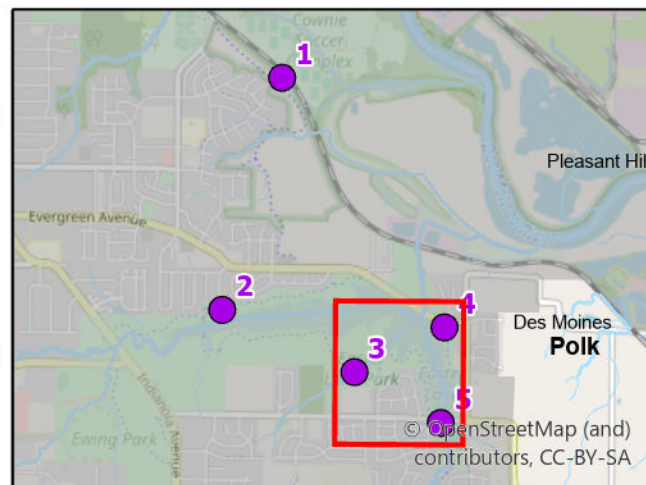 Cownie
Soccer
Complex
1
Pleasant Hil
Evergreen Avenue
2
4
Des Moines
Polk
3
Park
5
Indianola Avenue
Ewing Park
© OpenStreetMap (and)
contributors, CC-BY-SA